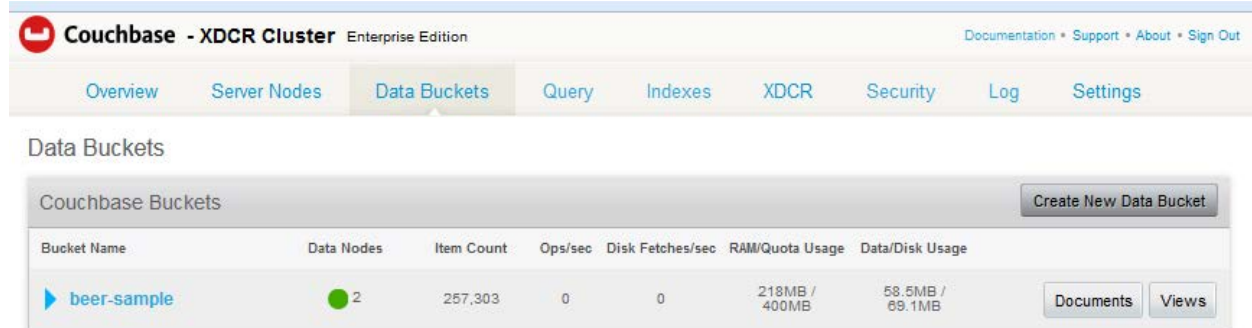 Couchbase - XDCR Cluster Enterprise Edition Documentation • Support • About • Sign Out
Overview Server Nodes Data Buckets Query Indexes XDCR Security Log Settings
Data Buckets
Couchbase Buckets Create New Data Bucket
Bucket Name Data Nodes Item Count Ops/sec Disk Fetches/sec RAM/Quota Usage Data/Disk Usage
beer-sample 2 257,303 0 0 218MB / 58.5MB / Documents Views
400MB 69.1MB